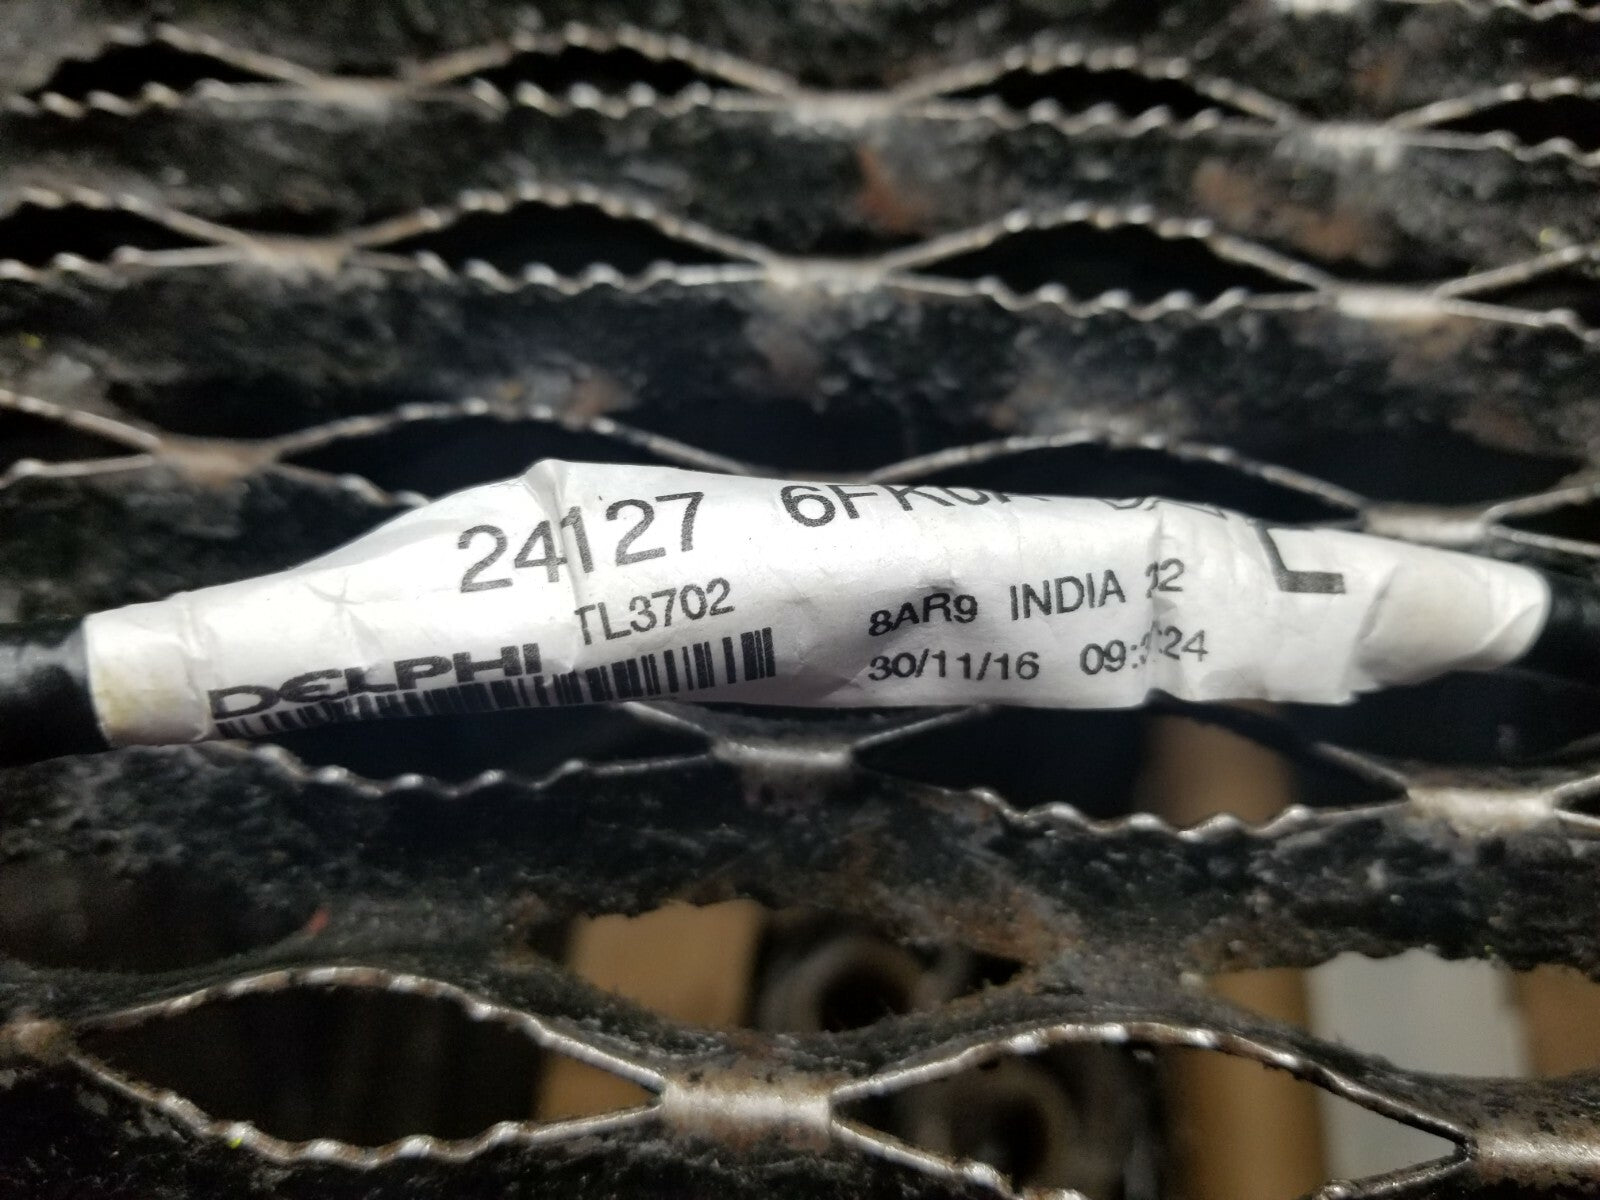 24127
TL3702
DELPHI
8AR9 INDIA
30/11/16
L